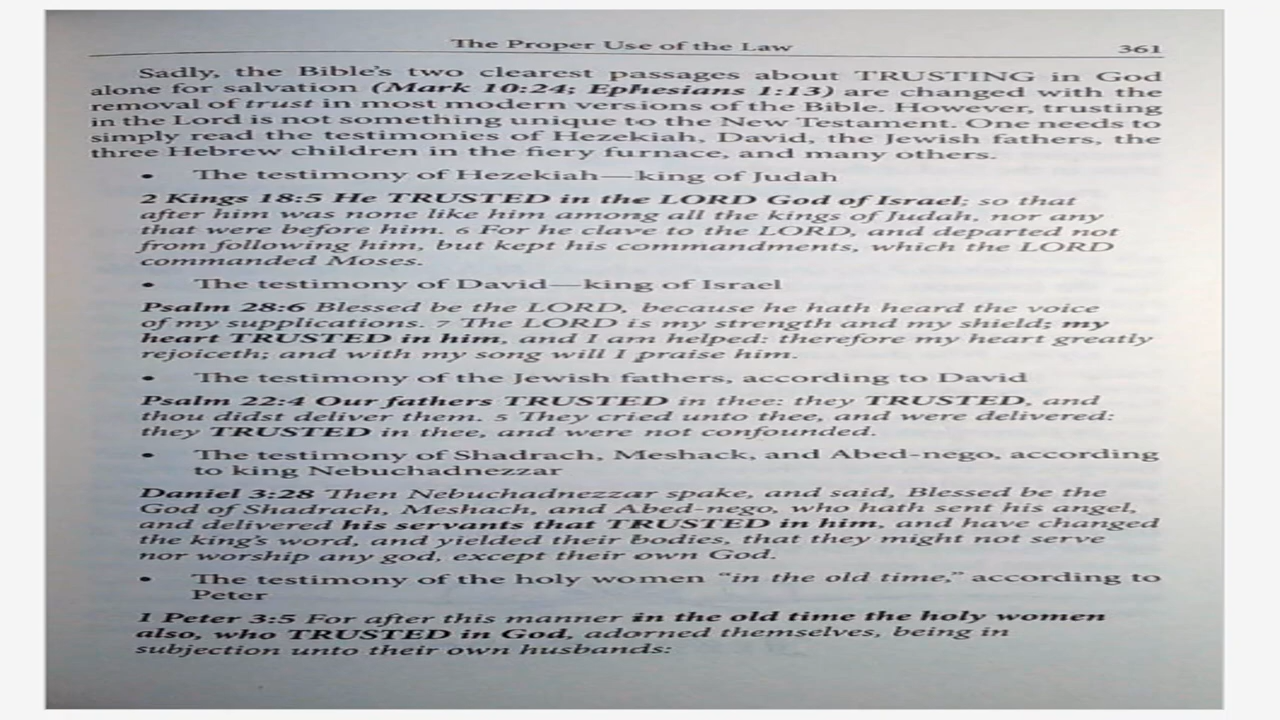 The Proper Use of the Law 361
Sadly, the Bible's two clearest passages about TRUSTING in God
alone for salvation (Mark 10:24; Ephesians 1:13) are changed with the
removal of trust in most modern versions of the Bible. However, trusting
in the Lord is not something unique to the New Testament. One needs to
simply read the testimonies of Hezekiah, David, the Jewish fathers, the
three Hebrew children in the fiery furnace, and many others.
• The testimony of Hezekiah—king of Judah
2 Kings 18:5 He TRUSTED in the LORD God of Israel; so that
after him was none like him among all the kings of Judah, nor any
that were before him. 6 For he clave to the LORD, and departed not
from following him, but kept his commandments, which the LORD
commanded Moses.
• The testimony of David—king of Israel
Psalm 28:6 Blessed be the LORD, because he hath heard the voice
of my supplications. 7 The LORD is my strength and my shield; my
heart TRUSTED in him, and I am helped: therefore my heart greatly
rejoiceth; and with my song will I praise him.
• The testimony of the Jewish fathers, according to David
Psalm 22:4 Our fathers TRUSTED in thee: they TRUSTED, and
thou didst deliver them. 5 They cried unto thee, and were delivered:
they TRUSTED in thee, and were not confounded.
• The testimony of Shadrach, Meshack, and Abed-nego, according
to king Nebuchadnezzar
Daniel 3:28 Then Nebuchadnezzar spake, and said, Blessed be the
God of Shadrach, Meshach, and Abed-nego, who hath sent his angel,
and delivered his servants that TRUSTED in him, and have changed
the king's word, and yielded their bodies, that they might not serve
nor worship any god, except their own God.
• The testimony of the holy women "in the old time," according to
Peter
1 Peter 3:5 For after this manner in the old time the holy women
also, who TRUSTED in God, adorned themselves, being in
subjection unto their own husbands: